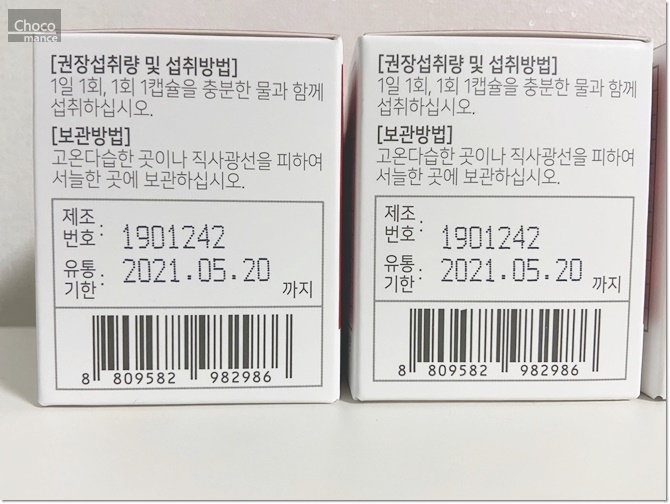 Choco
mance
[권장섭취량 및 섭취방법]
1일 1회, 1회 1캡슐을 충분한 물과 함께
섭취하십시오.
[보관방법]
고온다습한 곳이나 직사광선을 피하여
서늘한 곳에 보관하십시오.
제조
번호 : 1901242
유통
기한 : 2021.05.20 까지
8 809582 982986
[권장섭취량 및 섭취방법]
1일 1회, 1회 1캡슐을 충분한 물과 함께
섭취하십시오.
[보관방법]
고온다습한 곳이나 직사광선을 피하여
서늘한 곳에 보관하십시오.
제조
번호 : 1901242
유통
기한 : 2021.05.20 까지
8 809582 982986